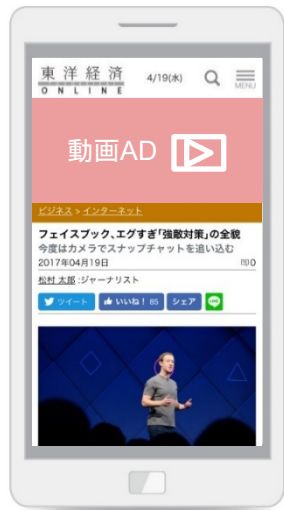 東洋経済 4/19(水)
ONLINE MENU
動画AD
ビジネス > インターネット
フェイスブック、エグすぎ「強敵対策」の全貌
今度はカメラでスナップチャットを追い込む
2017年04月19日 0
松村 太郎 :ジャーナリスト
ツイート いいね! 85 シェア LINE